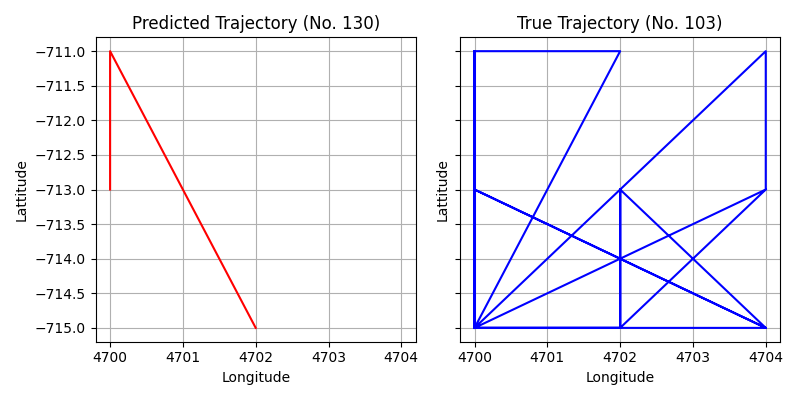 Predicted Trajectory (No. 130)
True Trajectory (No. 103)
−711.0
−711.5
−712.0
−712.5
−713.0
−713.5
−714.0
−714.5
−715.0
Lattitude
Lattitude
4700 4701 4702 4703 4704
4700 4701 4702 4703 4704
Longitude
Longitude